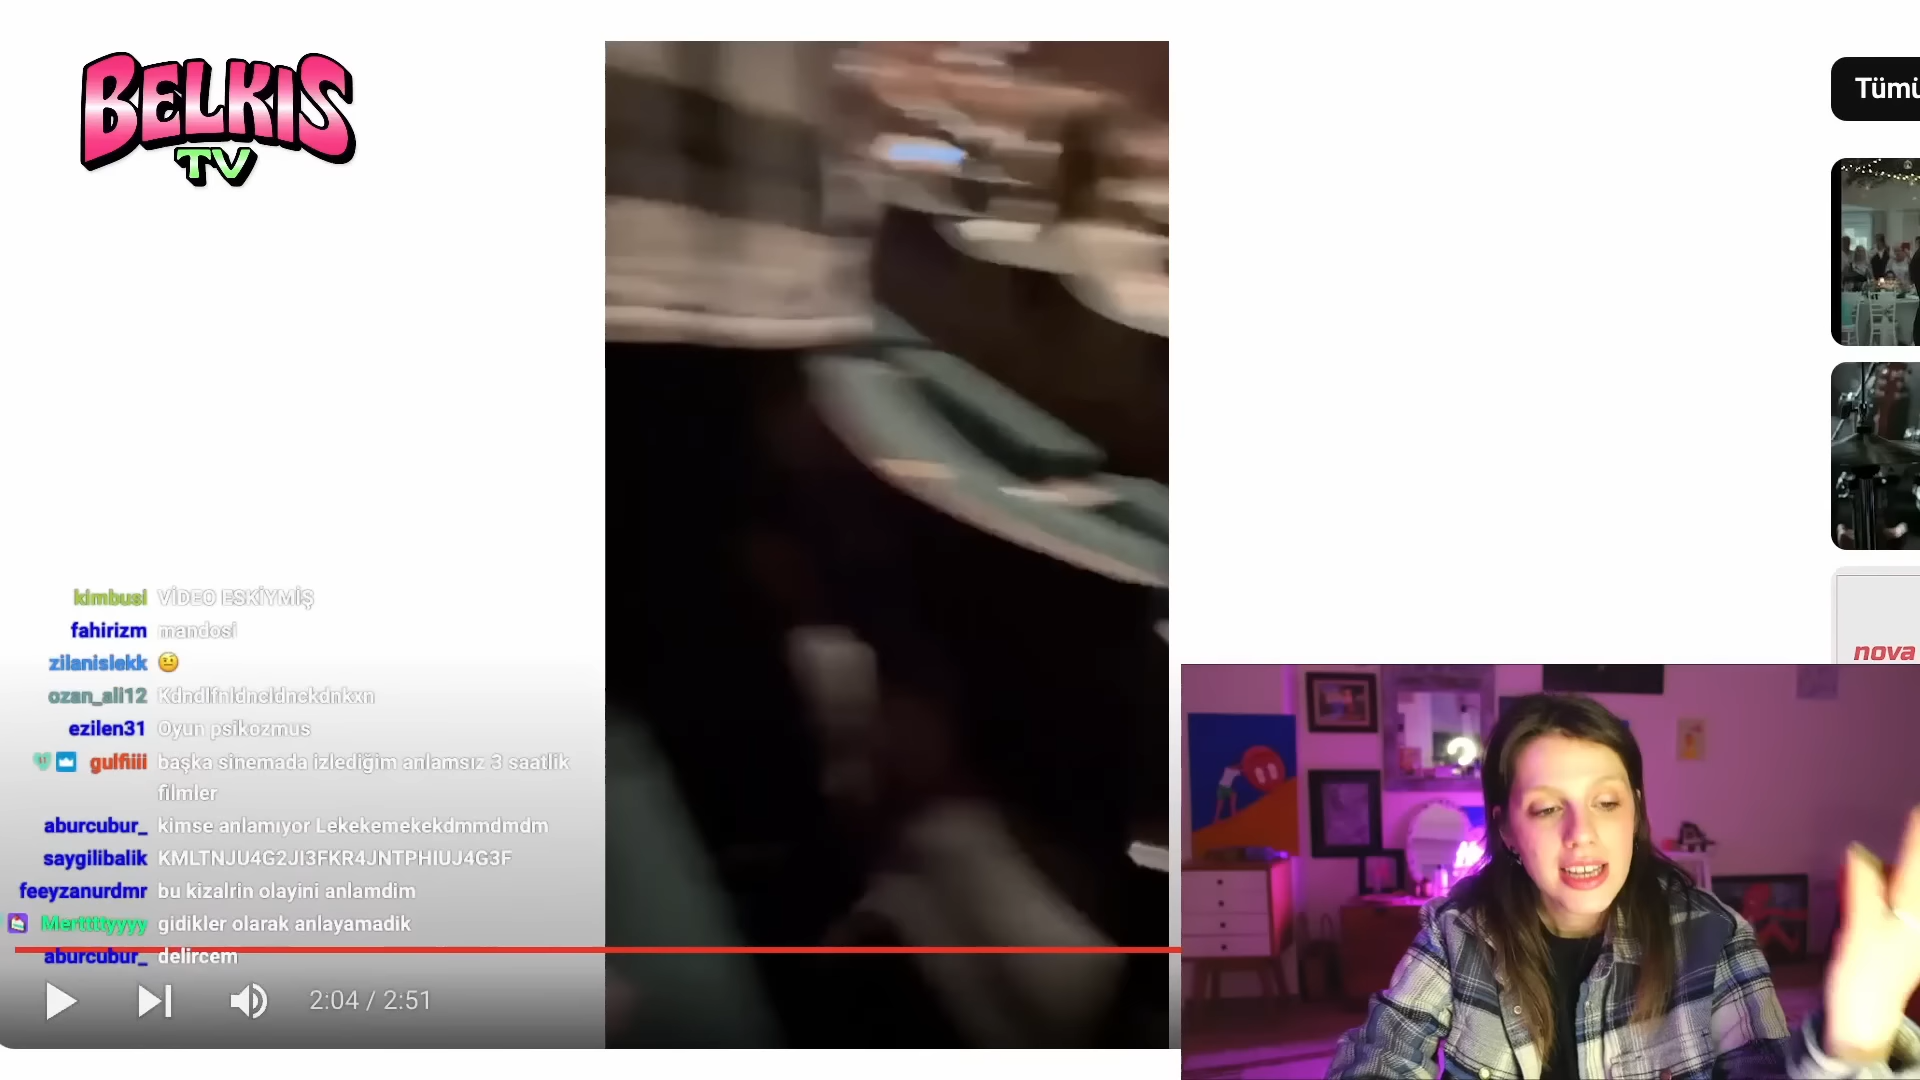 BELKIS
TV
Tümü
kimbusi VİDEO ESKİYMİŞ
fahirizm mandosi
zilanislekk 🤨
ozan_ali12 Kdndlfnldncldnckdnkxn
ezilen31 Oyun psikozmus
gulfiiii başka sinemada izlediğim anlamsız 3 saatlik
filmler
aburcubur_ kimse anlamıyor Lekekemekekdmmdmdm
saygilibalik KMLTNJU4G2JI3FKR4JNTPHIUJ4G3F
feeyzanurdmr bu kizalrin olayini anlamdim
Merttttyyyy gidikler olarak anlayamadik
aburcubur_ delircem
2:04 / 2:51
nova